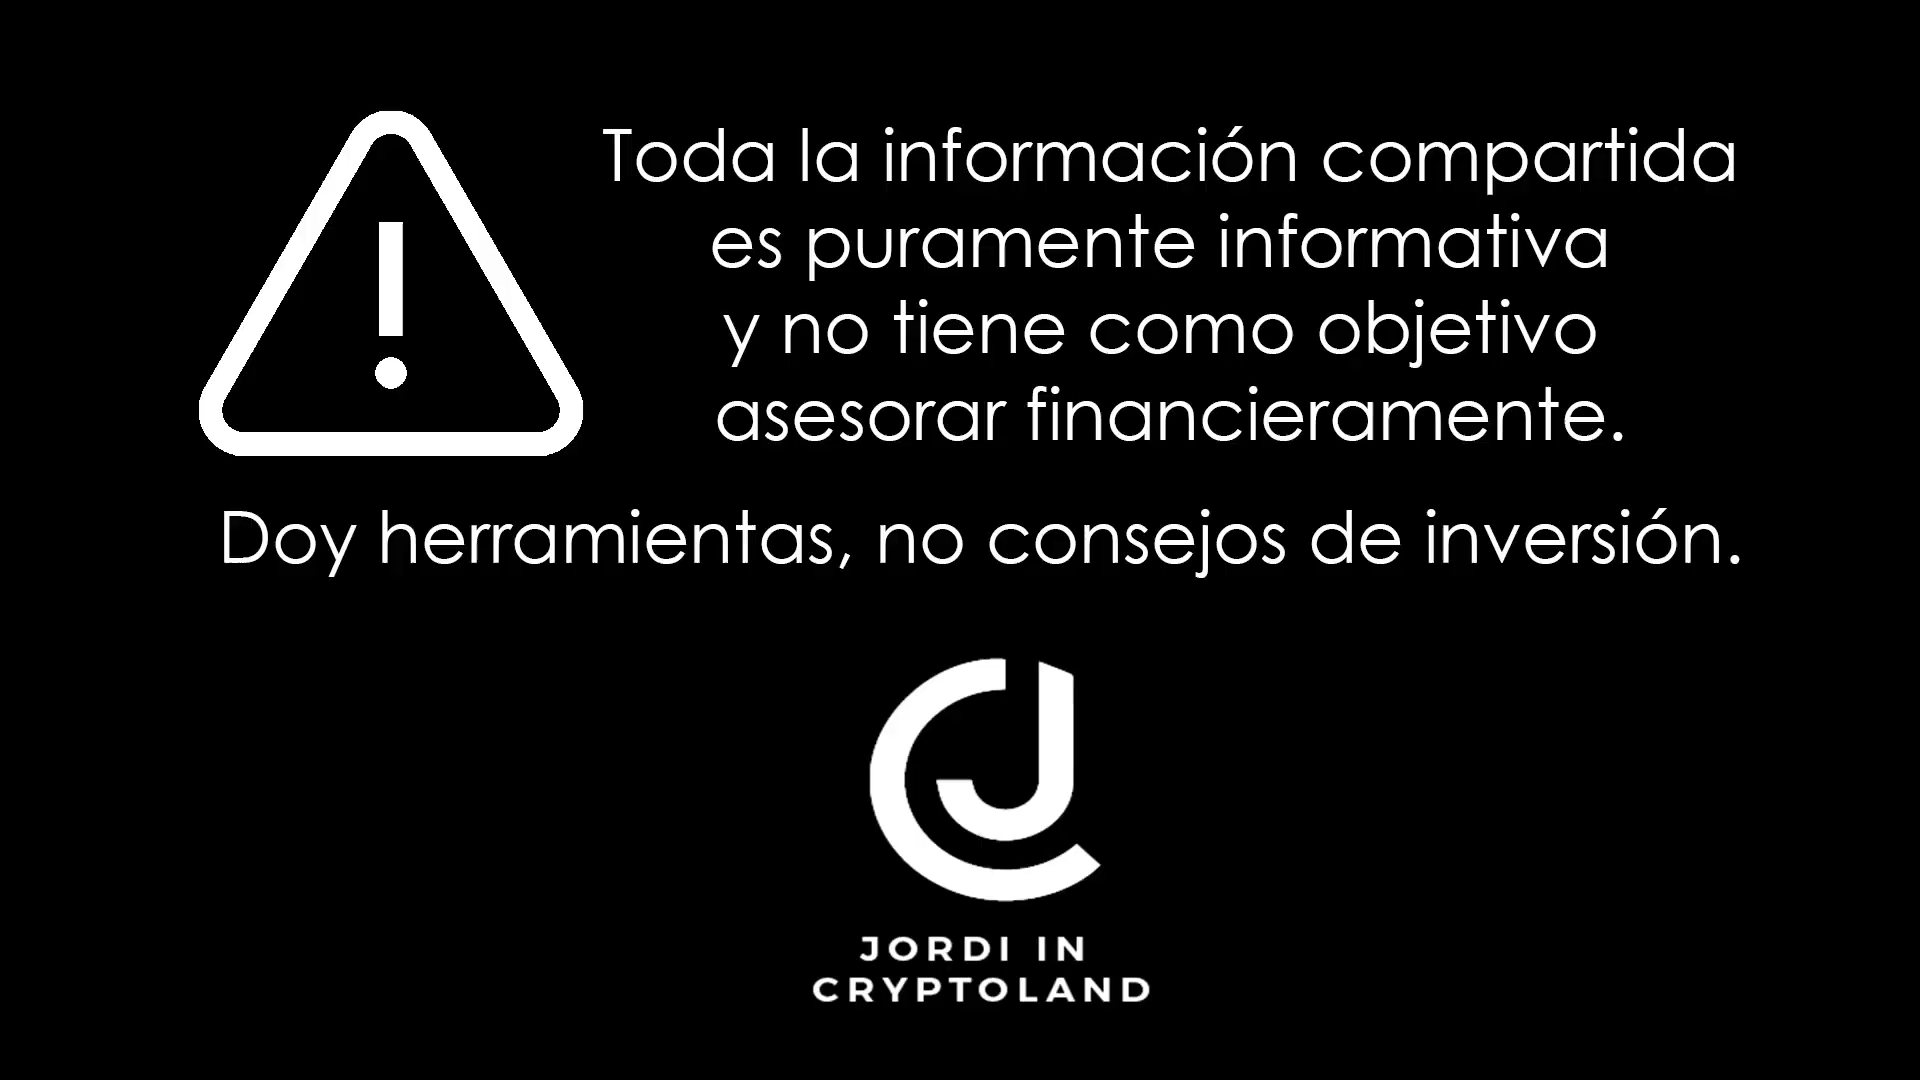 Toda la información compartida
es puramente informativa
y no tiene como objetivo
asesorar financieramente.
Doy herramientas, no consejos de inversión.
JORDI IN
CRYPTOLAND